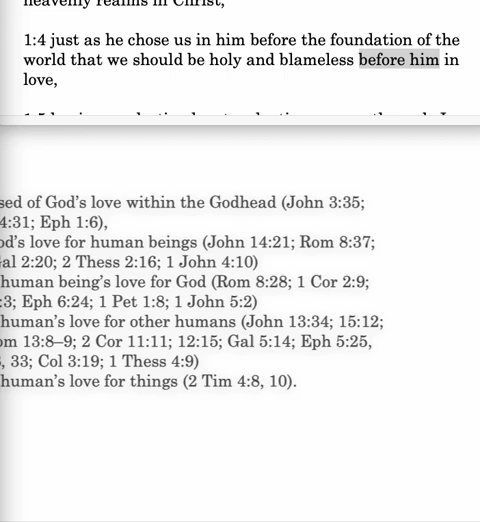 heavenly realms in Christ,
1:4 just as he chose us in him before the foundation of the
world that we should be holy and blameless before him in
love,
sed of God’s love within the Godhead (John 3:35;
4:31; Eph 1:6),
od’s love for human beings (John 14:21; Rom 8:37;
al 2:20; 2 Thess 2:16; 1 John 4:10)
human being’s love for God (Rom 8:28; 1 Cor 2:9;
:3; Eph 6:24; 1 Pet 1:8; 1 John 5:2)
human’s love for other humans (John 13:34; 15:12;
om 13:8–9; 2 Cor 11:11; 12:15; Gal 5:14; Eph 5:25,
, 33; Col 3:19; 1 Thess 4:9)
human’s love for things (2 Tim 4:8, 10).